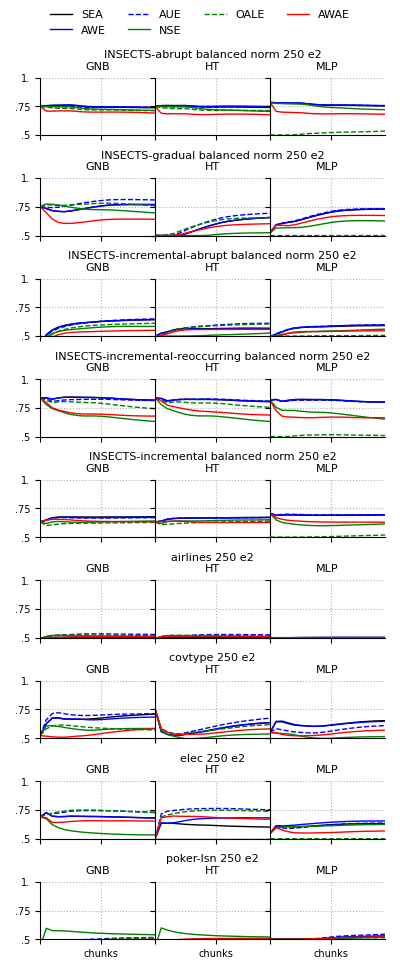 SEA AUE OALE AWAE
AWE NSE
INSECTS-abrupt balanced norm 250 e2
GNB HT MLP
1.
.75
.5
INSECTS-gradual balanced norm 250 e2
GNB HT MLP
1.
.75
.5
INSECTS-incremental-abrupt balanced norm 250 e2
GNB HT MLP
1.
.75
.5
INSECTS-incremental-reoccurring balanced norm 250 e2
GNB HT MLP
1.
.75
.5
INSECTS-incremental balanced norm 250 e2
GNB HT MLP
1.
.75
.5
airlines 250 e2
GNB HT MLP
1.
.75
.5
covtype 250 e2
GNB HT MLP
1.
.75
.5
elec 250 e2
GNB HT MLP
1.
.75
.5
poker-lsn 250 e2
GNB HT MLP
1.
.75
.5
chunks chunks chunks